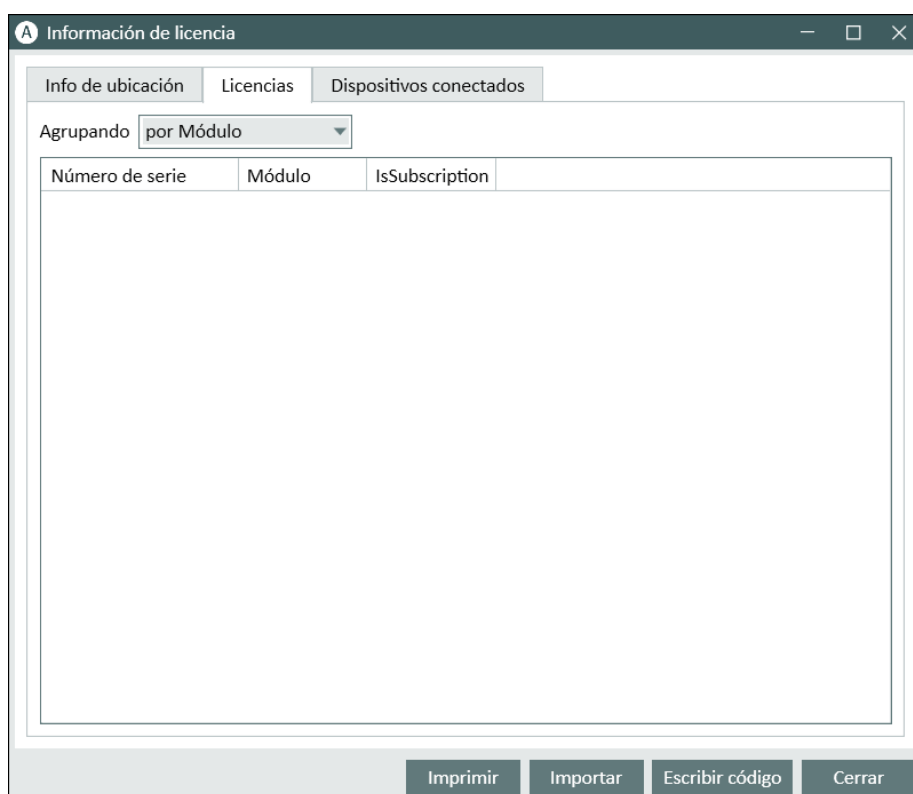 A Información de licencia
Info de ubicación Licencias Dispositivos conectados
Agrupando por Módulo
Número de serie Módulo IsSubscription
Imprimir Importar Escribir código Cerrar